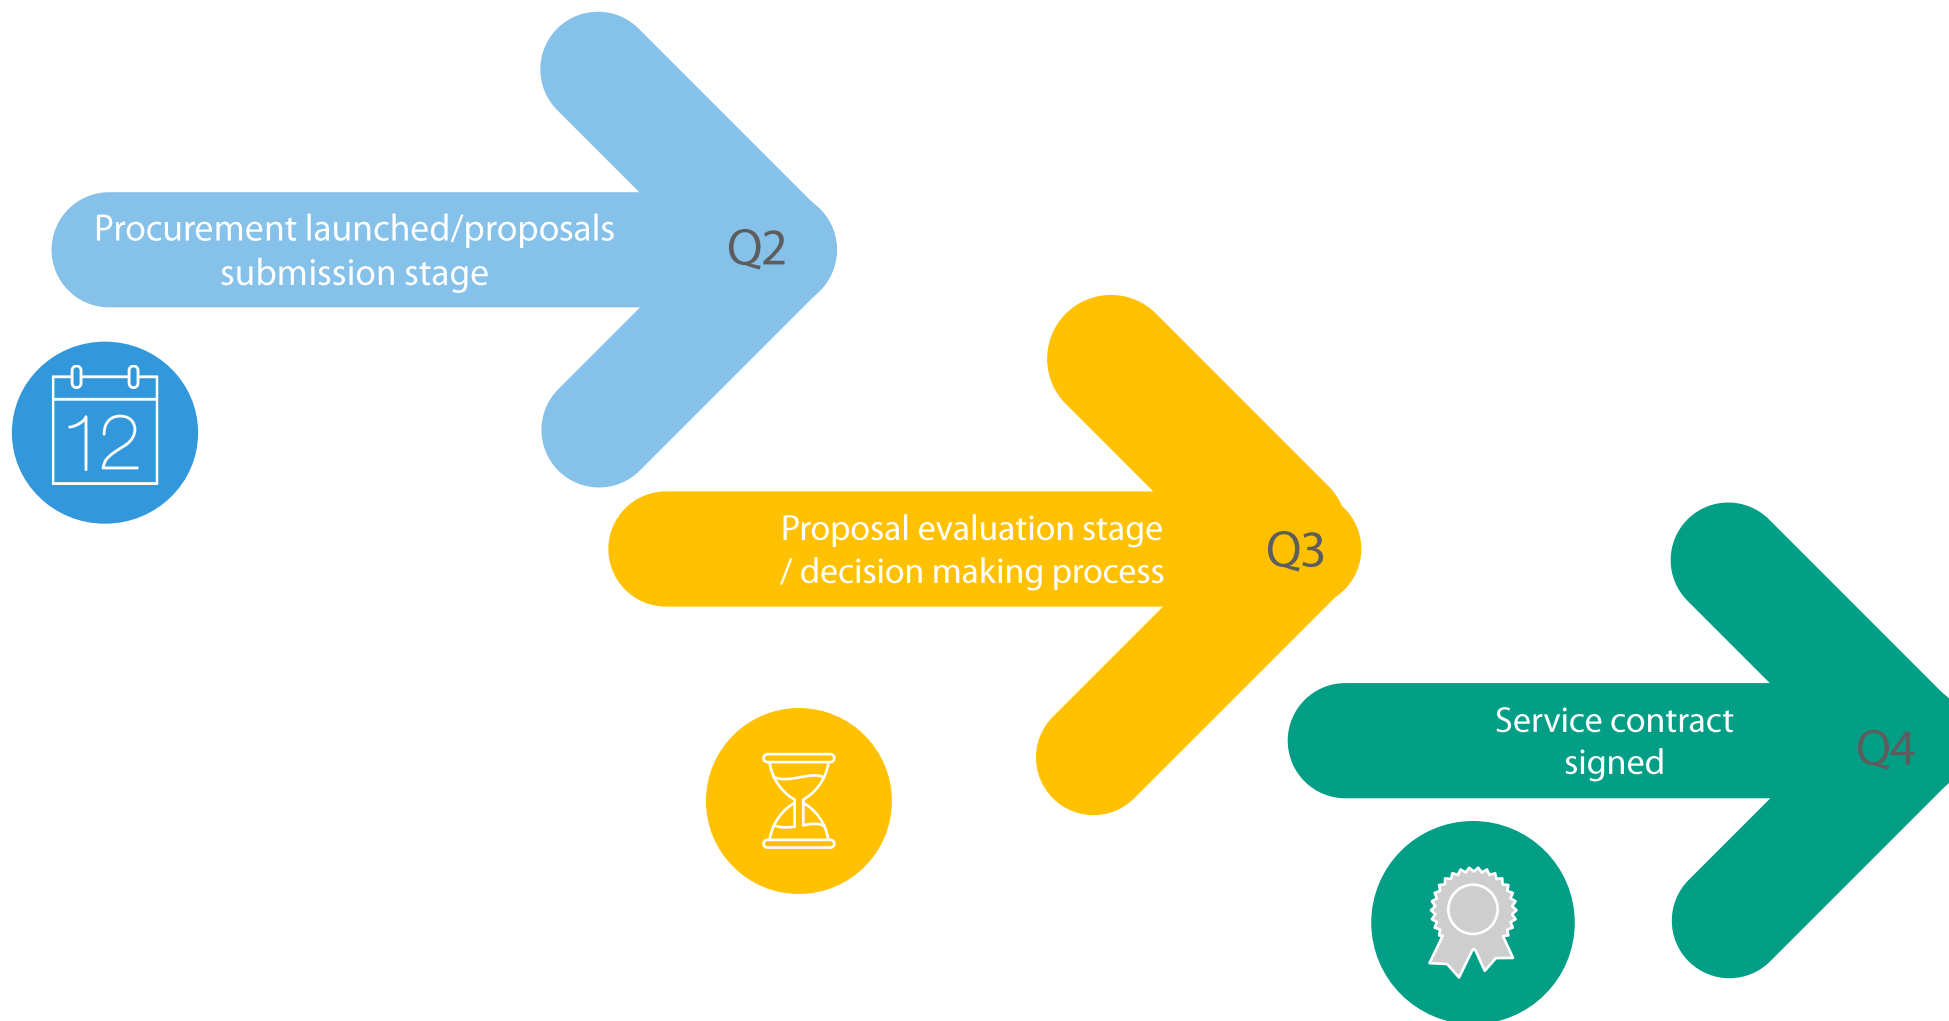 Procurement launched/proposals
submission stage
Q2
12
Proposal evaluation stage
/ decision making process
Q3
Service contract
signed
Q4